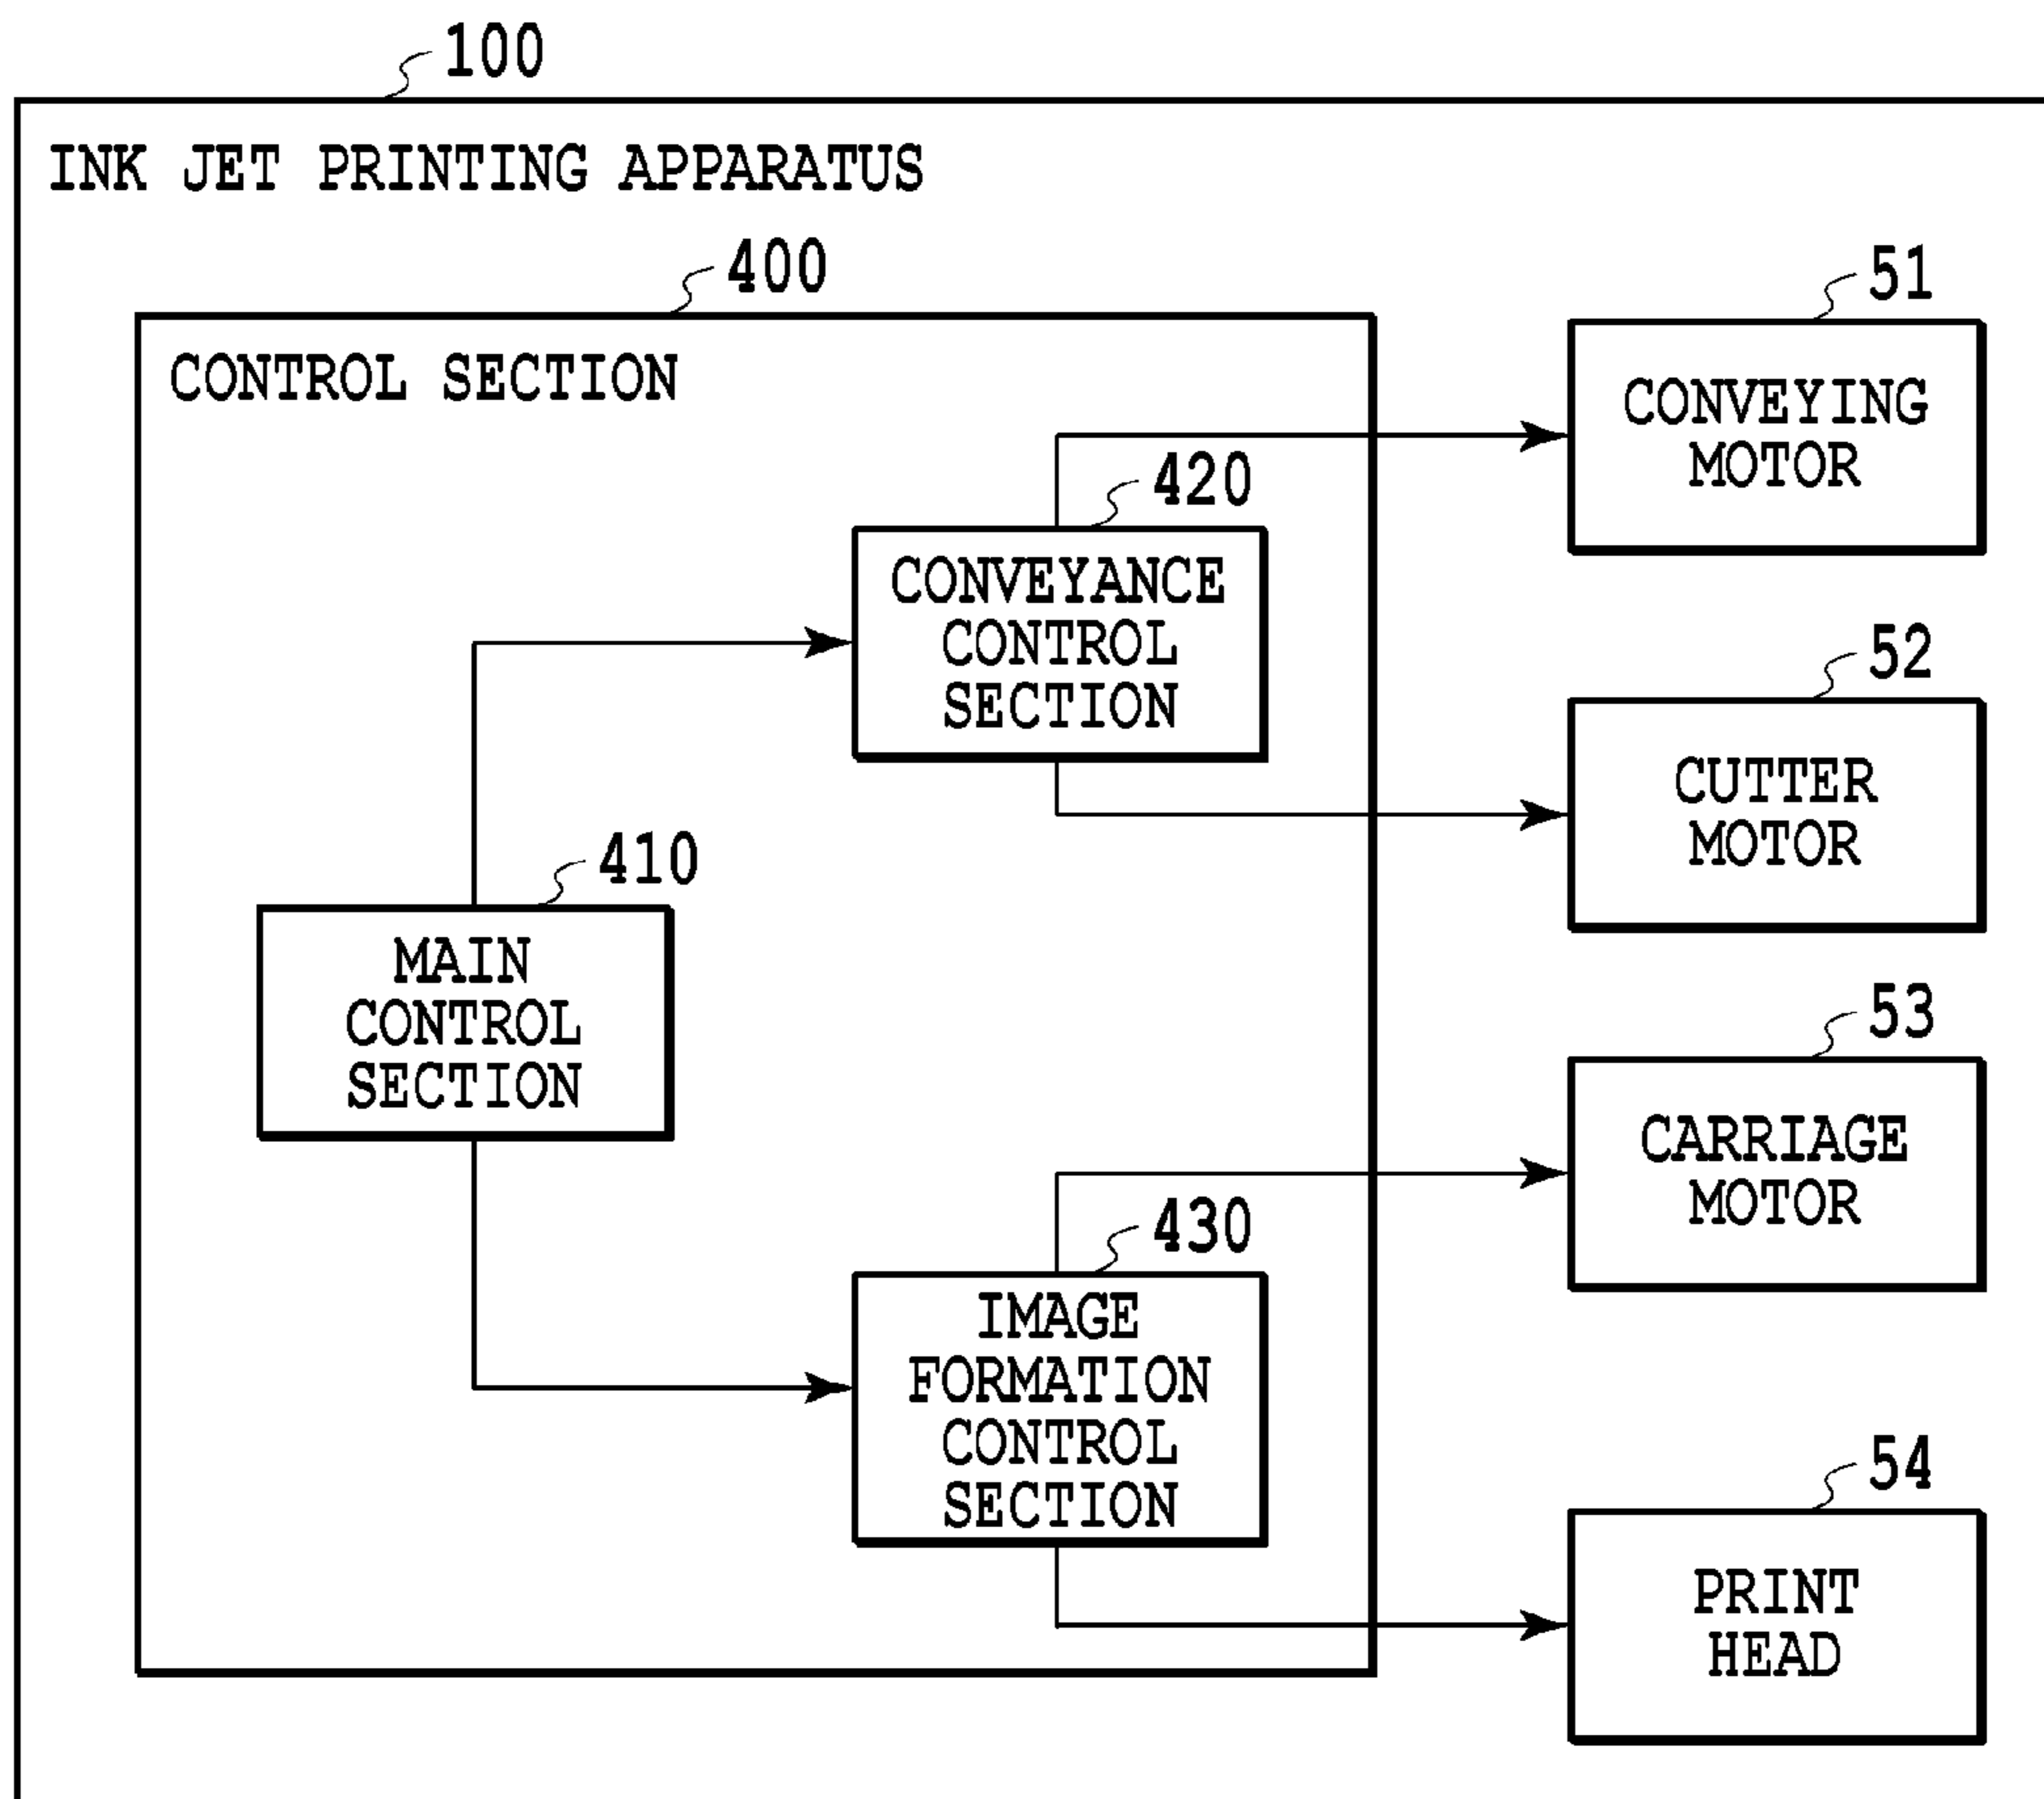 100
INK JET PRINTING APPARATUS
400
CONTROL SECTION
51
CONVEYING
MOTOR
420
CONVEYANCE
CONTROL
SECTION
52
CUTTER
MOTOR
410
MAIN
CONTROL
SECTION
53
CARRIAGE
MOTOR
430
IMAGE
FORMATION
CONTROL
SECTION
54
PRINT
HEAD